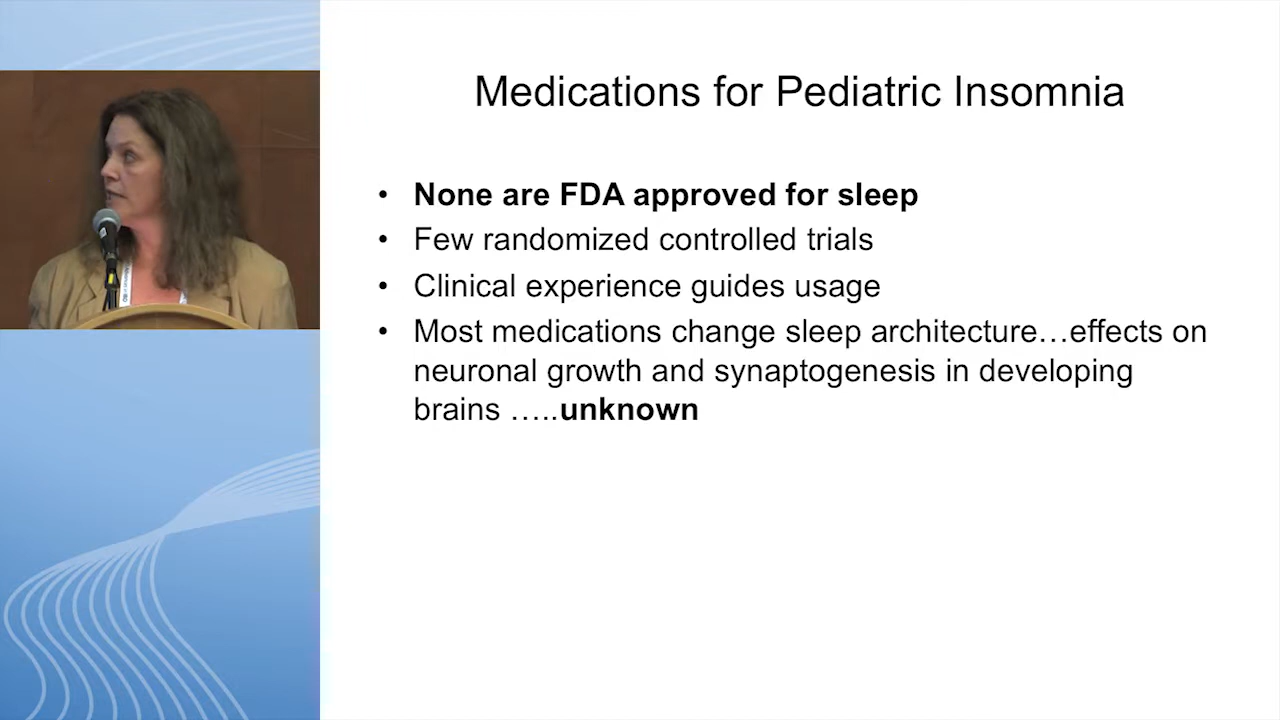 Medications for Pediatric Insomnia
• None are FDA approved for sleep
• Few randomized controlled trials
• Clinical experience guides usage
• Most medications change sleep architecture…effects on
neuronal growth and synaptogenesis in developing
brains …..unknown